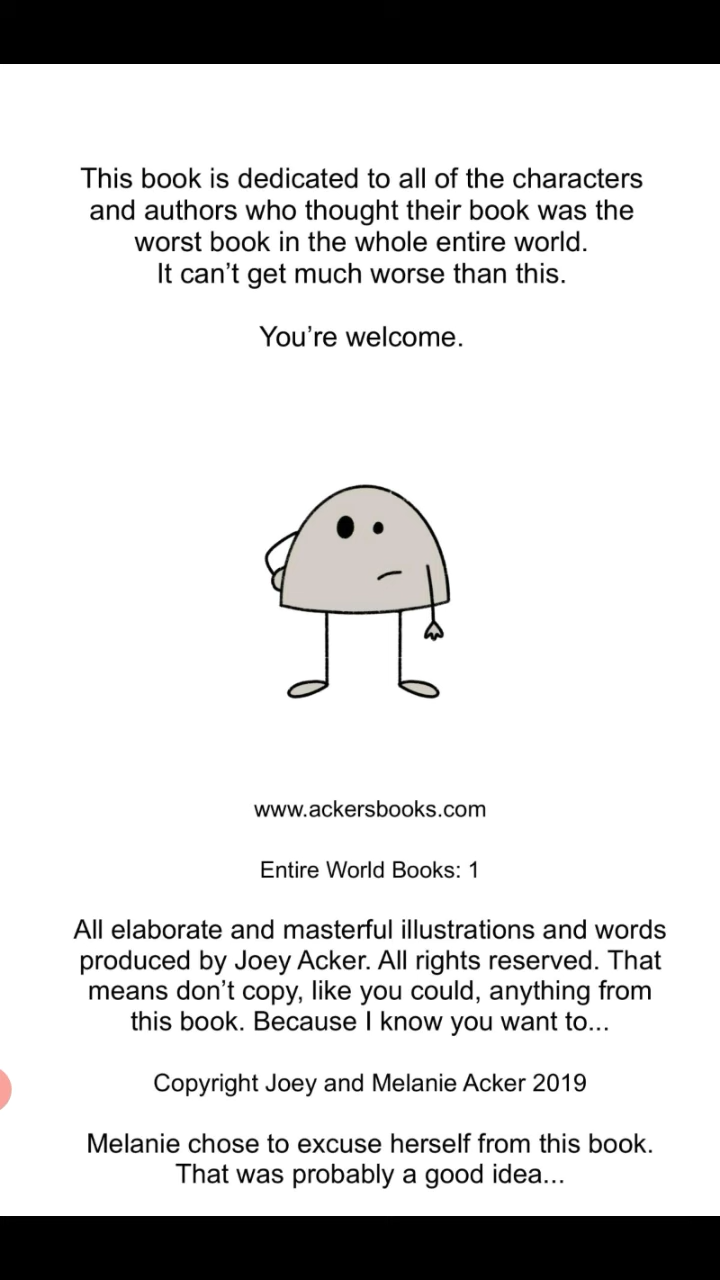 This book is dedicated to all of the characters
and authors who thought their book was the
worst book in the whole entire world.
It can’t get much worse than this.
You’re welcome.
www.ackersbooks.com
Entire World Books: 1
All elaborate and masterful illustrations and words
produced by Joey Acker. All rights reserved. That
means don’t copy, like you could, anything from
this book. Because I know you want to...
Copyright Joey and Melanie Acker 2019
Melanie chose to excuse herself from this book.
That was probably a good idea...